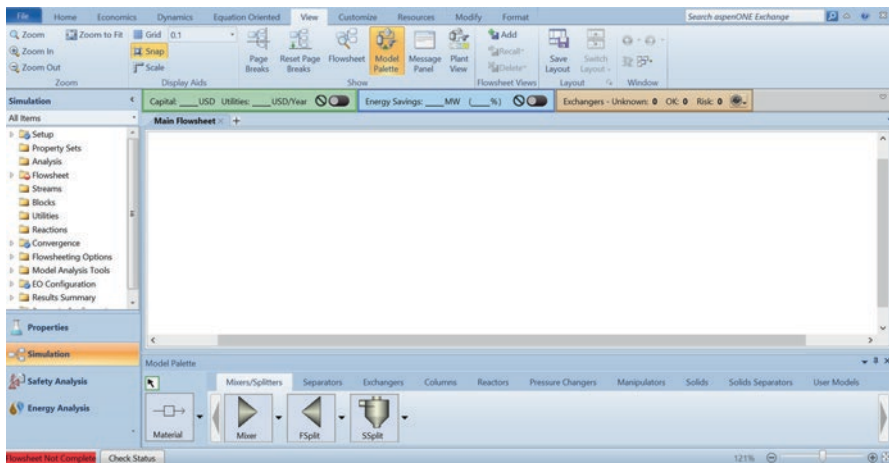 File Home Economics Dynamics Equation Oriented View Customize Resources Modify Format Search aspenONE Exchange
Zoom Zoom to Fit Grid 0.1 Add
Zoom In Snap Recall
Zoom Out Scale Page Breaks Reset Page Breaks Flowsheet Model Palette Message Panel Plant View Delete Save Layout Switch Layout
Zoom Display Aids Show Flowsheet Views Layout Window
Simulation Capital: ____USD Utilities: ____USD/Year Energy Savings: ____MW (____%) Exchangers - Unknown: 0 OK: 0 Risk: 0
All Items Main Flowsheet × +
Setup
Property Sets
Analysis
Flowsheet
Streams
Blocks
Utilities
Reactions
Convergence
Flowsheeting Options
Model Analysis Tools
EO Configuration
Results Summary
Properties
Simulation
Model Palette
Safety Analysis Mixers/Splitters Separators Exchangers Columns Reactors Pressure Changers Manipulators Solids Solids Separators User Models
Energy Analysis
Material Mixer FSplit SSplit
Flowsheet Not Complete Check Status 121%